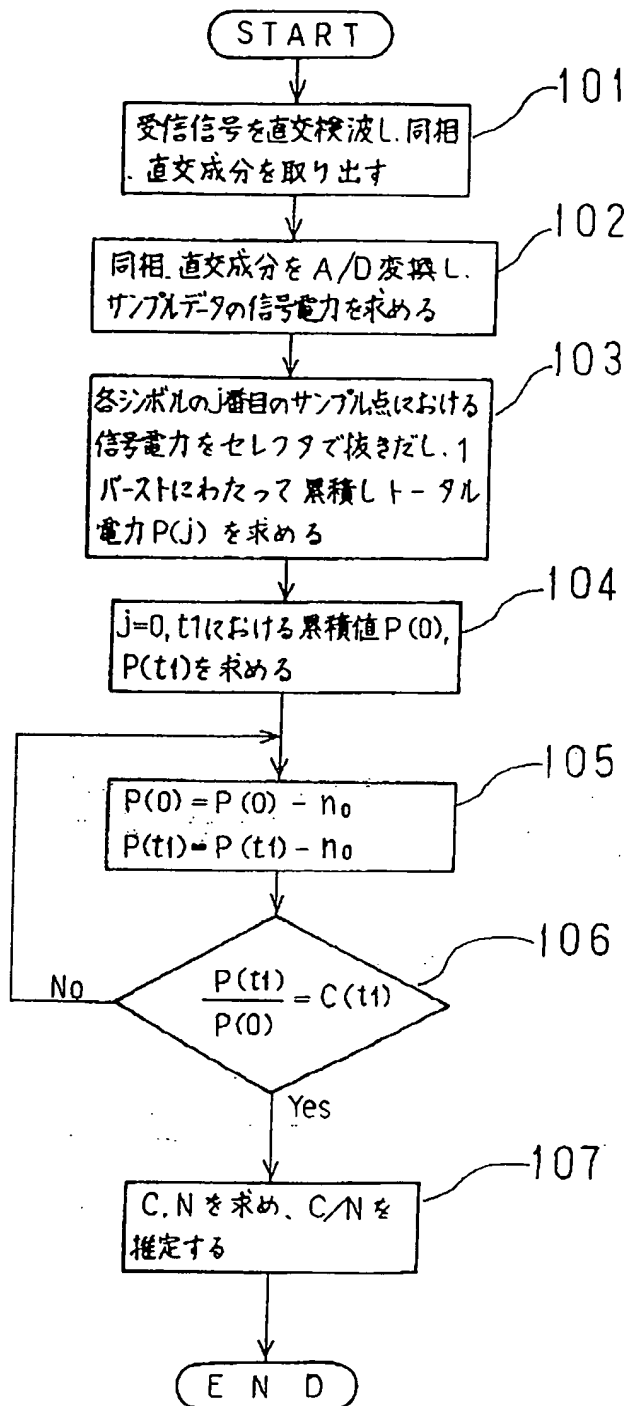 START
101
受信信号を直交検波し、同相
、直交成分を取り出す
102
同相、直交成分をA/D変換し、
サンプルデータの信号電力を求める
103
各シンボルのj番目のサンプル点における
信号電力をセレクタで抜きだし、1
バーストにわたって累積しトータル
電力P(j)を求める
104
j=0,t1における累積値P(0),
P(t1)を求める
105
P(0)=P(0)-n₀
P(t1)=P(t1)-n₀
106
P(t1)
P(0)
=C(t1)
No
Yes
107
C,Nを求め、C/Nを
推定する
END